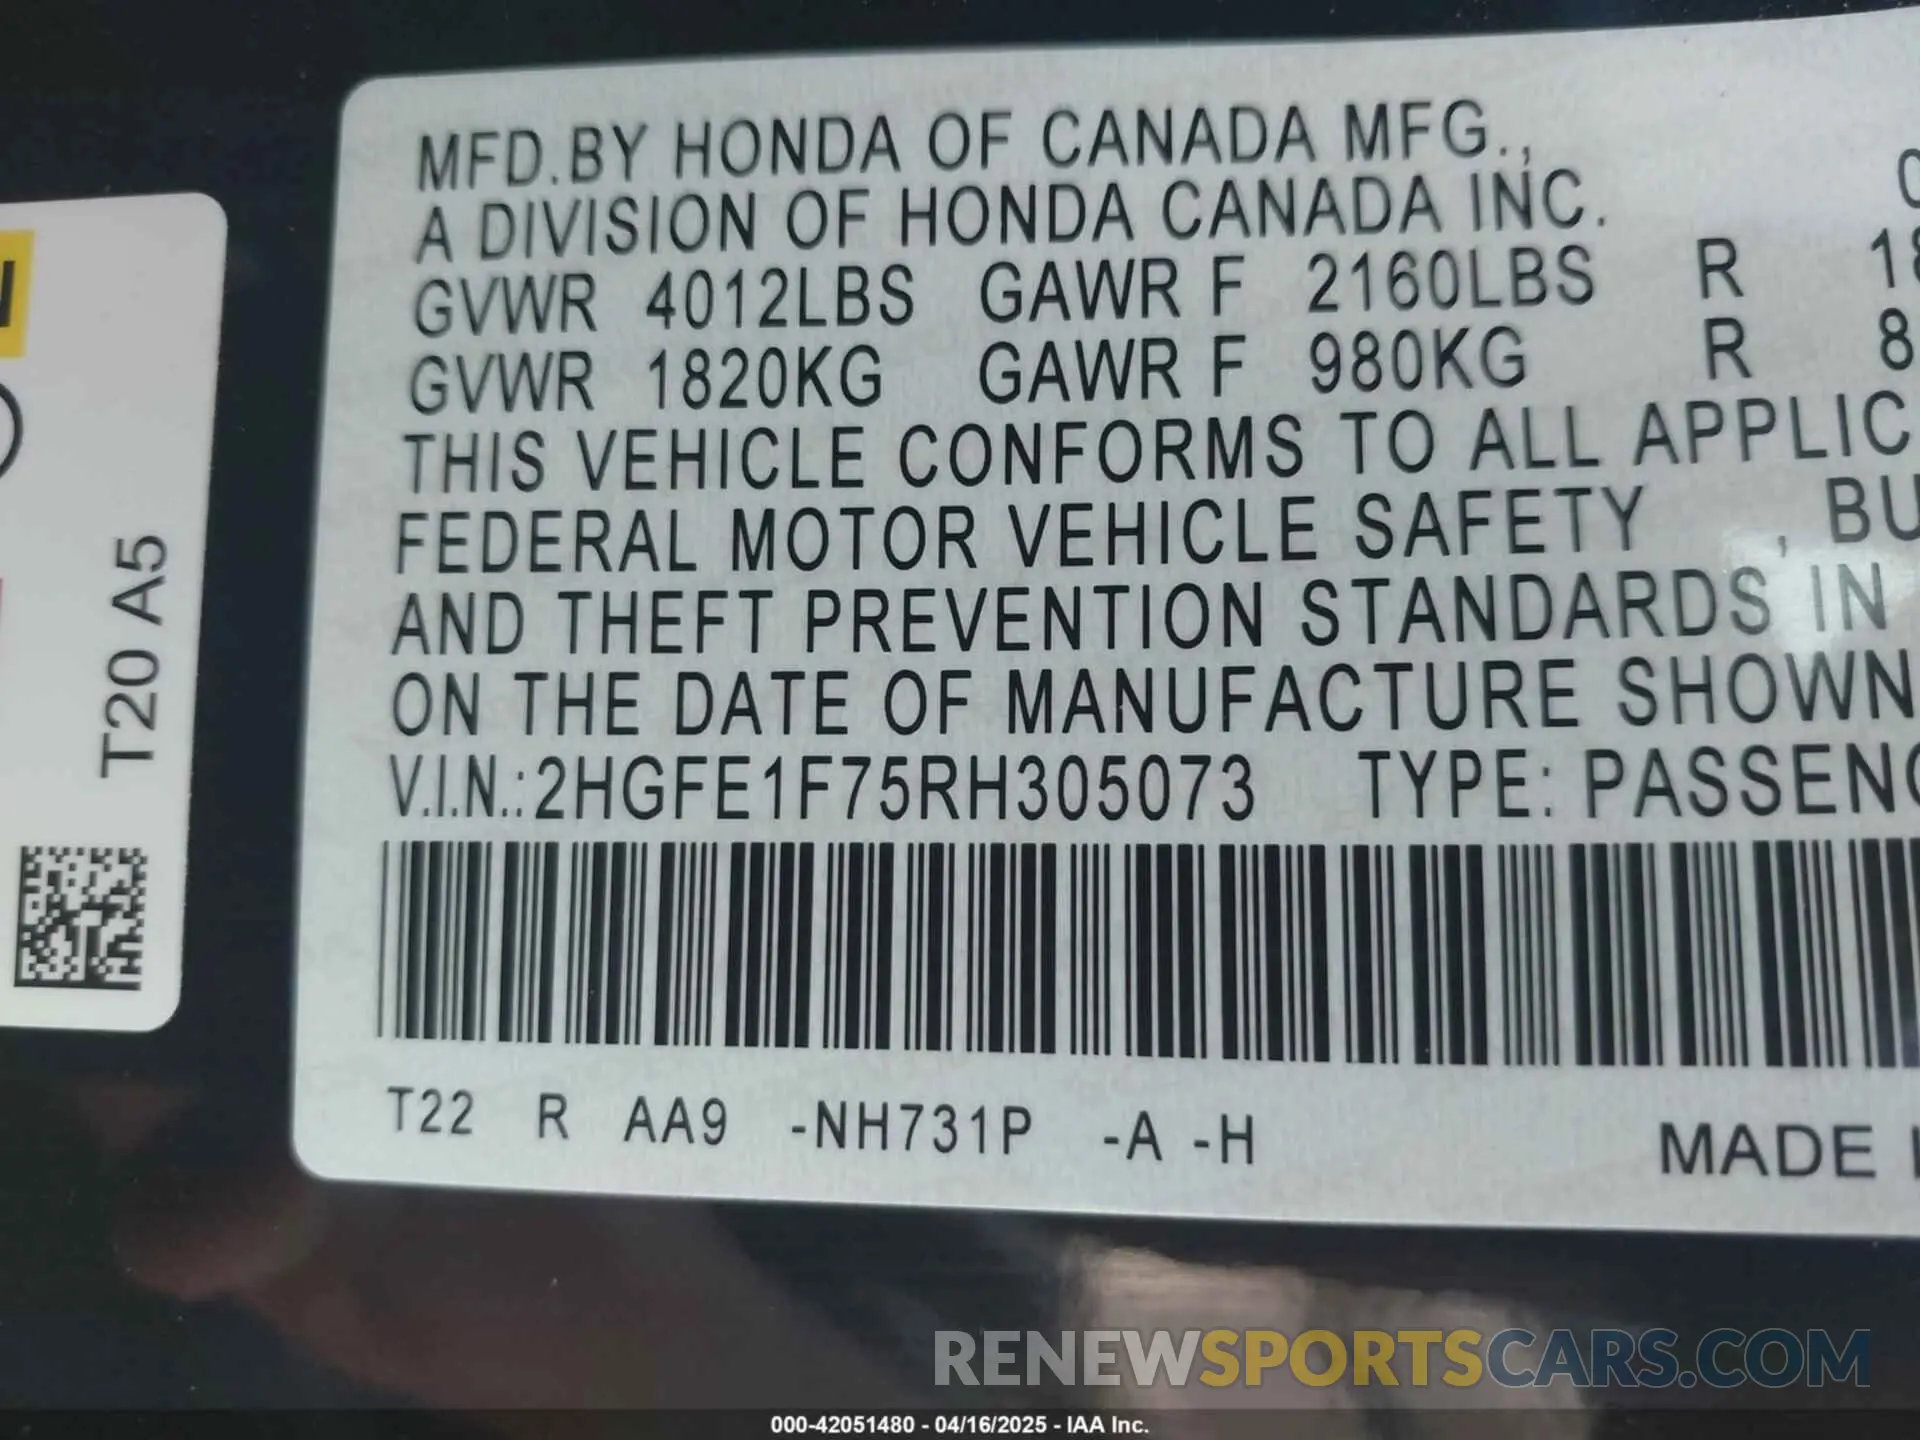 MFD.BY HONDA OF CANADA MFG.,
A DIVISION OF HONDA CANADA INC.
GVWR 4012LBS GAWR F 2160LBS R 18
GVWR 1820KG GAWR F 980KG R 8
THIS VEHICLE CONFORMS TO ALL APPLIC
FEDERAL MOTOR VEHICLE SAFETY , BU
AND THEFT PREVENTION STANDARDS IN
ON THE DATE OF MANUFACTURE SHOWN
V.I.N.:2HGFE1F75RH305073 TYPE: PASSENG
T22 R AA9 -NH731P -A -H
MADE
T20 A5
RENEWSPORTSCARS.COM
000-42051480 - 04/16/2025 - IAA Inc.